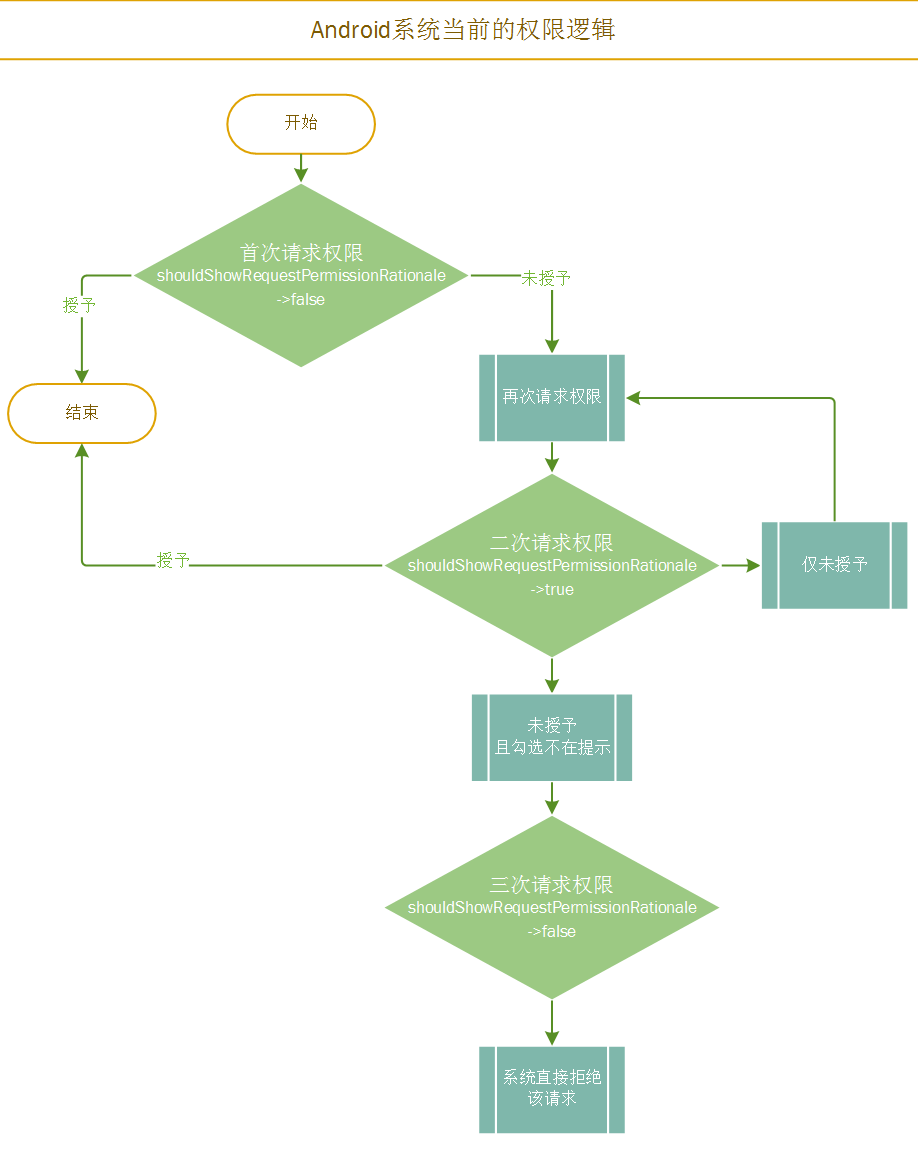 Android系统当前的权限逻辑
开始
首次请求权限
shouldShowRequestPermissionRationale
->false
授予
未授予
结束
再次请求权限
二次请求权限
shouldShowRequestPermissionRationale
->true
授予
仅未授予
未授予
且勾选不在提示
三次请求权限
shouldShowRequestPermissionRationale
->false
系统直接拒绝
该请求